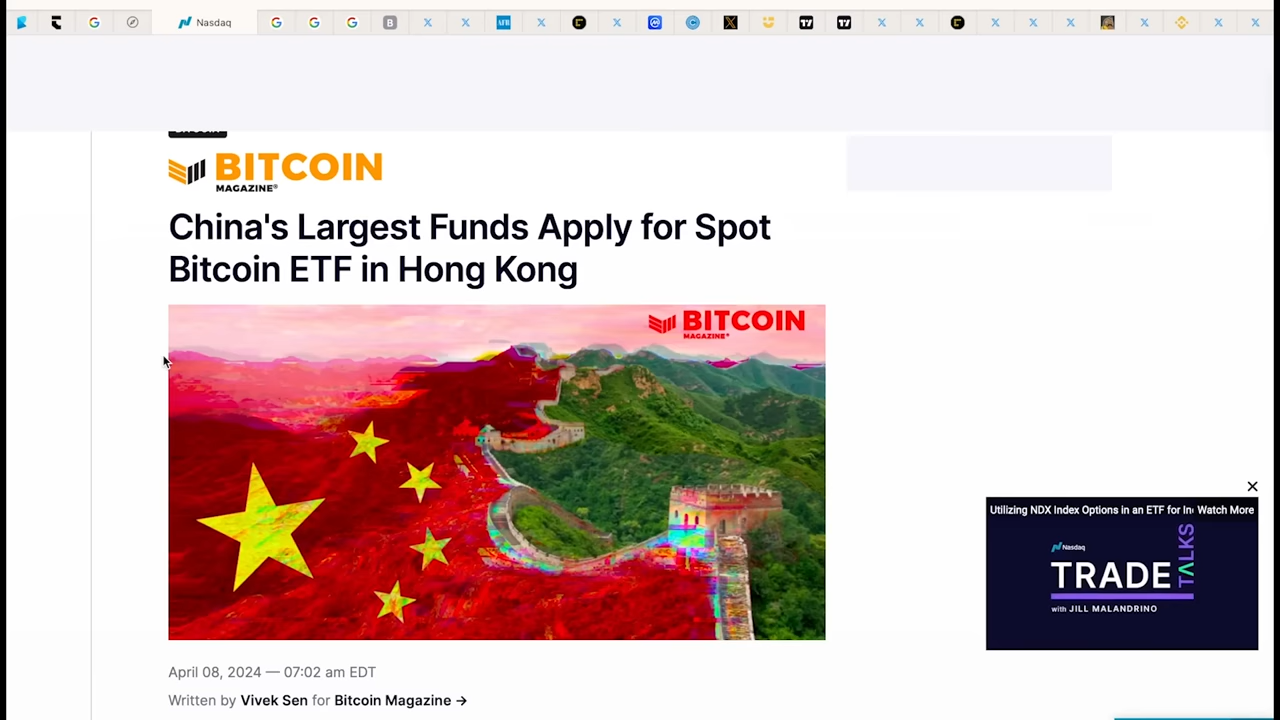 Nasdaq
BITCOIN
MAGAZINE®
China's Largest Funds Apply for Spot
Bitcoin ETF in Hong Kong
BITCOIN
MAGAZINE®
Utilizing NDX Index Options in an ETF for In Watch More
Nasdaq
TRADE
TALKS
with JILL MALANDRINO
April 08, 2024 — 07:02 am EDT
Written by Vivek Sen for Bitcoin Magazine →